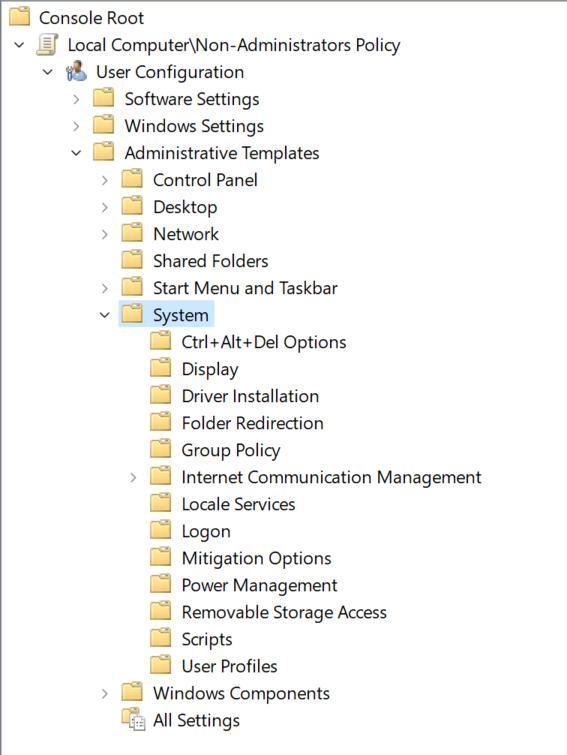 Console Root
Local Computer\Non-Administrators Policy
User Configuration
Software Settings
Windows Settings
Administrative Templates
Control Panel
Desktop
Network
Shared Folders
Start Menu and Taskbar
System
Ctrl+Alt+Del Options
Display
Driver Installation
Folder Redirection
Group Policy
Internet Communication Management
Locale Services
Logon
Mitigation Options
Power Management
Removable Storage Access
Scripts
User Profiles
Windows Components
All Settings